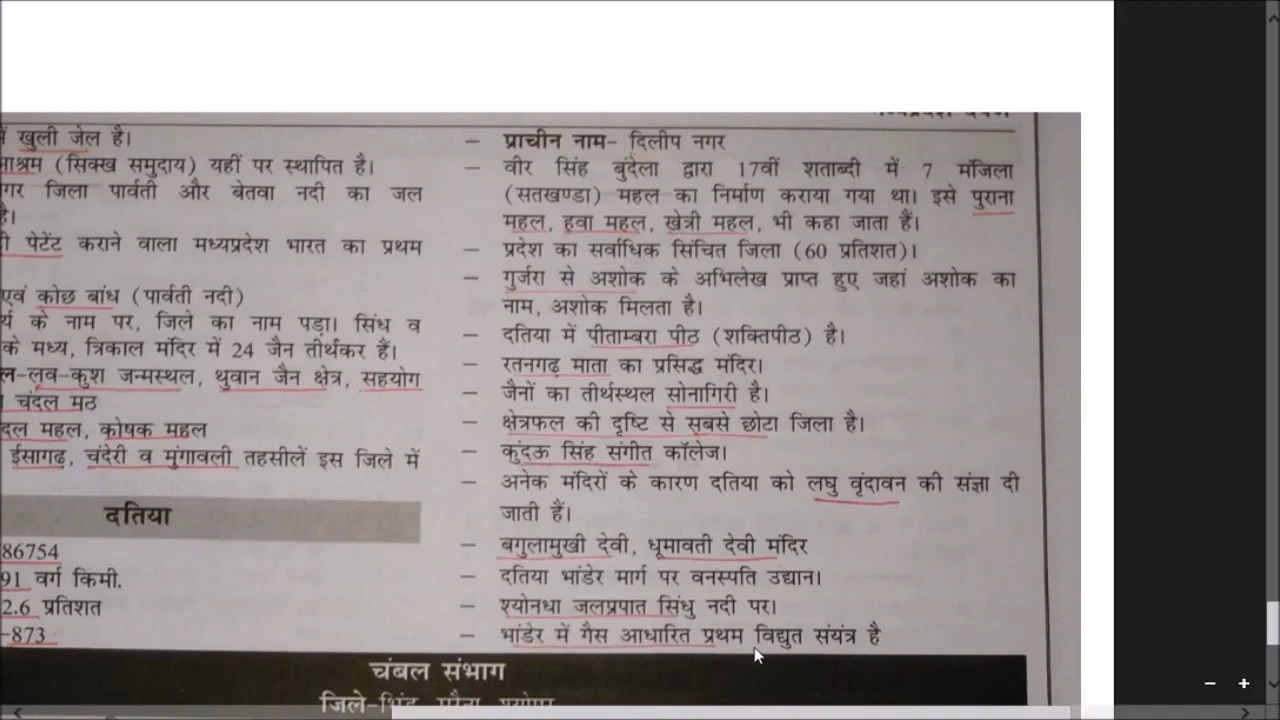 खुली जेल है।
आश्रम (सिक्ख समुदाय) यहीं पर स्थापित है।
गर जिला पार्वती और बेतवा नदी का जल
है।
ी पेटेंट कराने वाला मध्यप्रदेश भारत का प्रथम
एवं कोछ बांध (पार्वती नदी)
र्य के नाम पर, जिले का नाम पड़ा। सिंध व
के मध्य, त्रिकाल मंदिर में 24 जैन तीर्थकर हैं।
ल-लव-कुश जन्मस्थल, थुवान जैन क्षेत्र, सहयोग
चंदल मठ
दल महल, कोषक महल
ईसागढ़, चंदेरी व मुंगावली तहसीलें इस जिले में
दतिया
86754
91 वर्ग किमी.
2.6 प्रतिशत
-873
– प्राचीन नाम- दिलीप नगर
– वीर सिंह बुंदेला द्वारा 17वीं शताब्दी में 7 मंजिला
(सतखण्डा) महल का निर्माण कराया गया था। इसे पुराना
महल, हवा महल, खेत्री महल, भी कहा जाता हैं।
– प्रदेश का सर्वाधिक सिंचित जिला (60 प्रतिशत)।
– गुर्जरा से अशोक के अभिलेख प्राप्त हुए जहां अशोक का
नाम, अशोक मिलता है।
– दतिया में पीताम्बरा पीठ (शक्तिपीठ) है।
– रतनगढ़ माता का प्रसिद्ध मंदिर।
– जैनों का तीर्थस्थल सोनागिरी है।
– क्षेत्रफल की दृष्टि से सबसे छोटा जिला है।
– कुंदऊ सिंह संगीत कॉलेज।
– अनेक मंदिरों के कारण दतिया को लघु वृंदावन की संज्ञा दी
जाती हैं।
– बगुलामुखी देवी, धूमावती देवी मंदिर
– दतिया भांडेर मार्ग पर वनस्पति उद्यान।
– श्योनधा जलप्रपात सिंधु नदी पर।
– भांडेर में गैस आधारित प्रथम विद्युत संयंत्र है
चंबल संभाग
जिले-भिंड